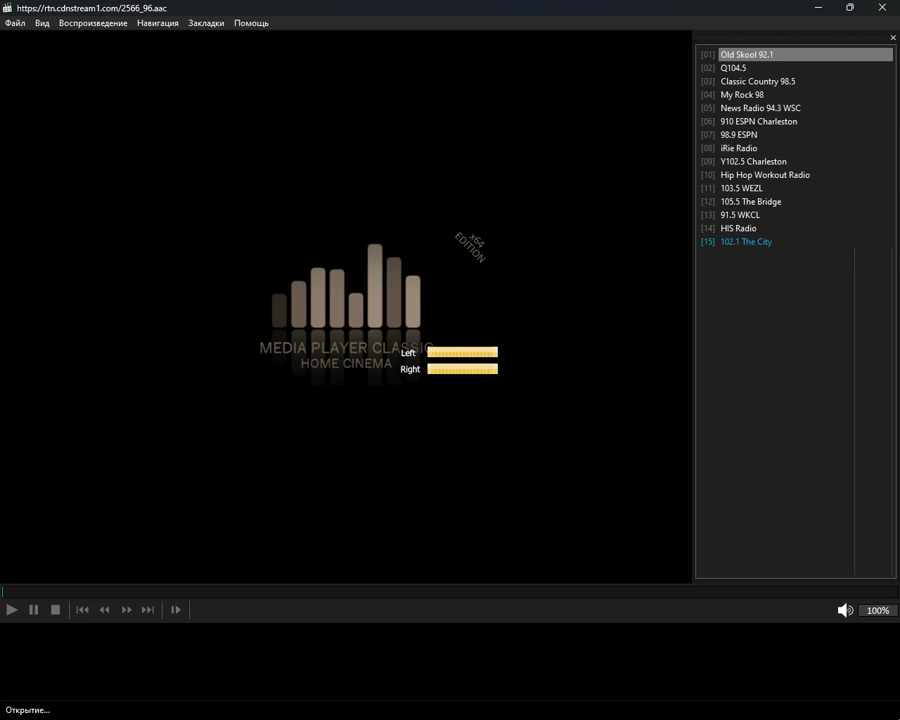 https://rtn.cdnstream1.com/2566_96.aac
Файл Вид Воспроизведение Навигация Закладки Помощь
[01] Old Skool 92.1
[02] Q104.5
[03] Classic Country 98.5
[04] My Rock 98
[05] News Radio 94.3 WSC
[06] 910 ESPN Charleston
[07] 98.9 ESPN
[08] iRie Radio
[09] Y102.5 Charleston
[10] Hip Hop Workout Radio
[11] 103.5 WEZL
[12] 105.5 The Bridge
[13] 91.5 WKCL
[14] HIS Radio
[15] 102.1 The City
x64
EDITION
MEDIA PLAYER CLASSIC
HOME CINEMA
Left
Right
100%
Открытие...